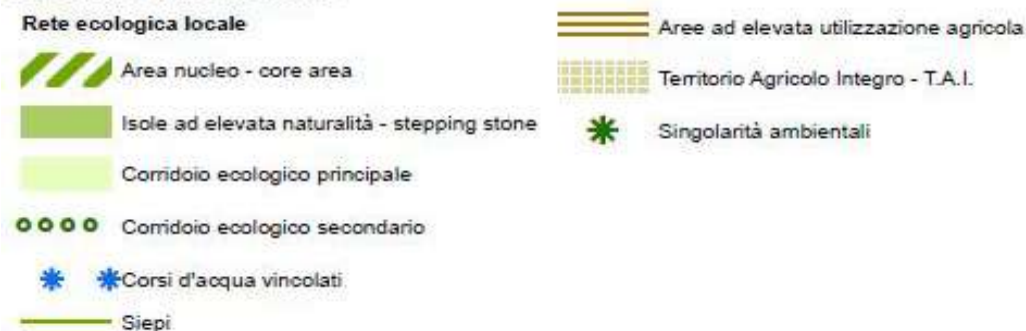 Rete ecologica locale
Area nucleo - core area
Isole ad elevata naturalità - stepping stone
Corridoio ecologico principale
Corridoio ecologico secondario
Corsi d'acqua vincolati
Siepi
Aree ad elevata utilizzazione agricola
Territorio Agricolo Integro - T.A.I.
Singolarità ambientali